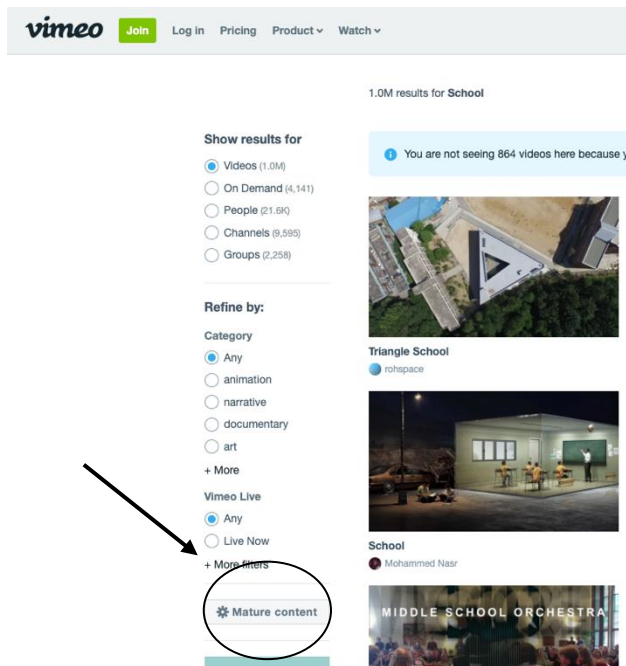 vimeo Join Log in Pricing Product Watch
1.0M results for School
Show results for
Videos (1.0M)
On Demand (4,141)
People (21.6K)
Channels (9,595)
Groups (2,258)
You are not seeing 864 videos here because y
Triangle School
rohspace
Refine by:
Category
Any
animation
narrative
documentary
art
+ More
Vimeo Live
Any
Live Now
+ More filters
Mature content
School
Mohammed Nasr
MIDDLE SCHOOL ORCHESTRA